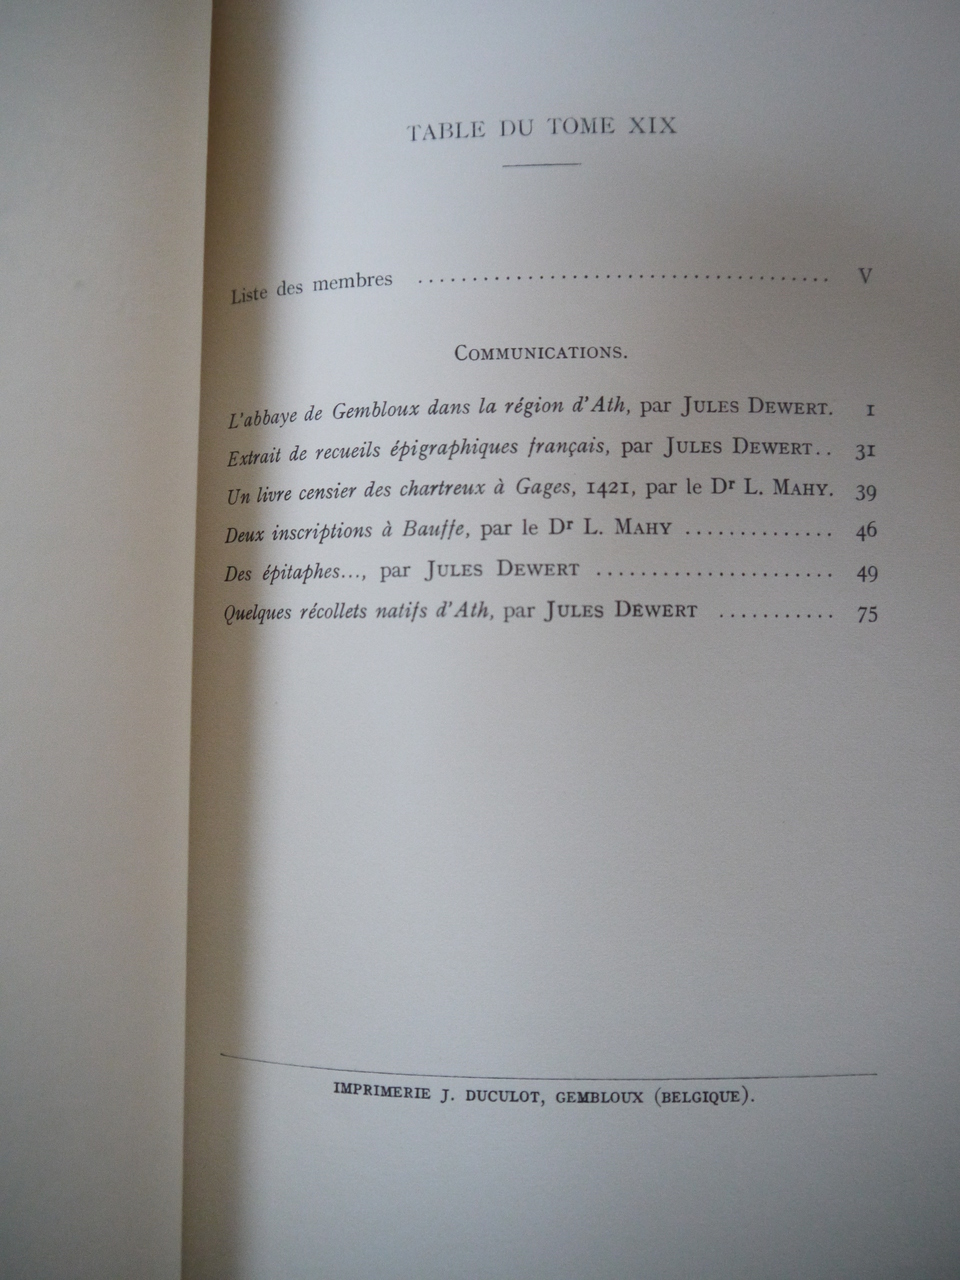 TABLE DU TOME XIX
Liste des membres ..................................... V
COMMUNICATIONS.
L'abbaye de Gembloux dans la région d'Ath, par JULES DEWERT. 1
Extrait de recueils épigraphiques français, par JULES DEWERT.. 31
Un livre censier des chartreux à Gages, 1421, par le Dr L. MAHY. 39
Deux inscriptions à Bauffe, par le Dr L. MAHY .............. 46
Des épitaphes..., par JULES DEWERT ...................... 49
Quelques récollets natifs d'Ath, par JULES DEWERT ........... 75
IMPRIMERIE J. DUCULOT, GEMBLOUX (BELGIQUE).